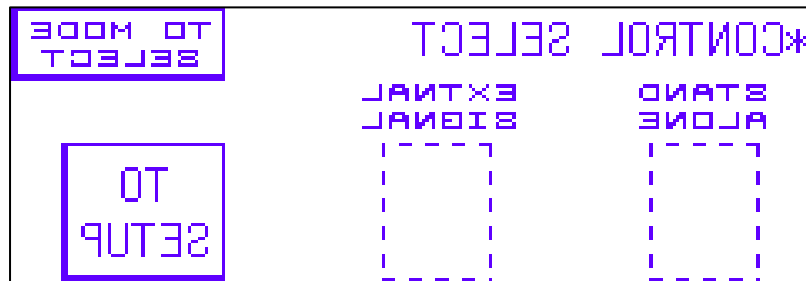 *CONTROL SELECT
TO MODE
SELECT
STAND
ALONE
EXTNAL
SIGNAL
TO
SETUP